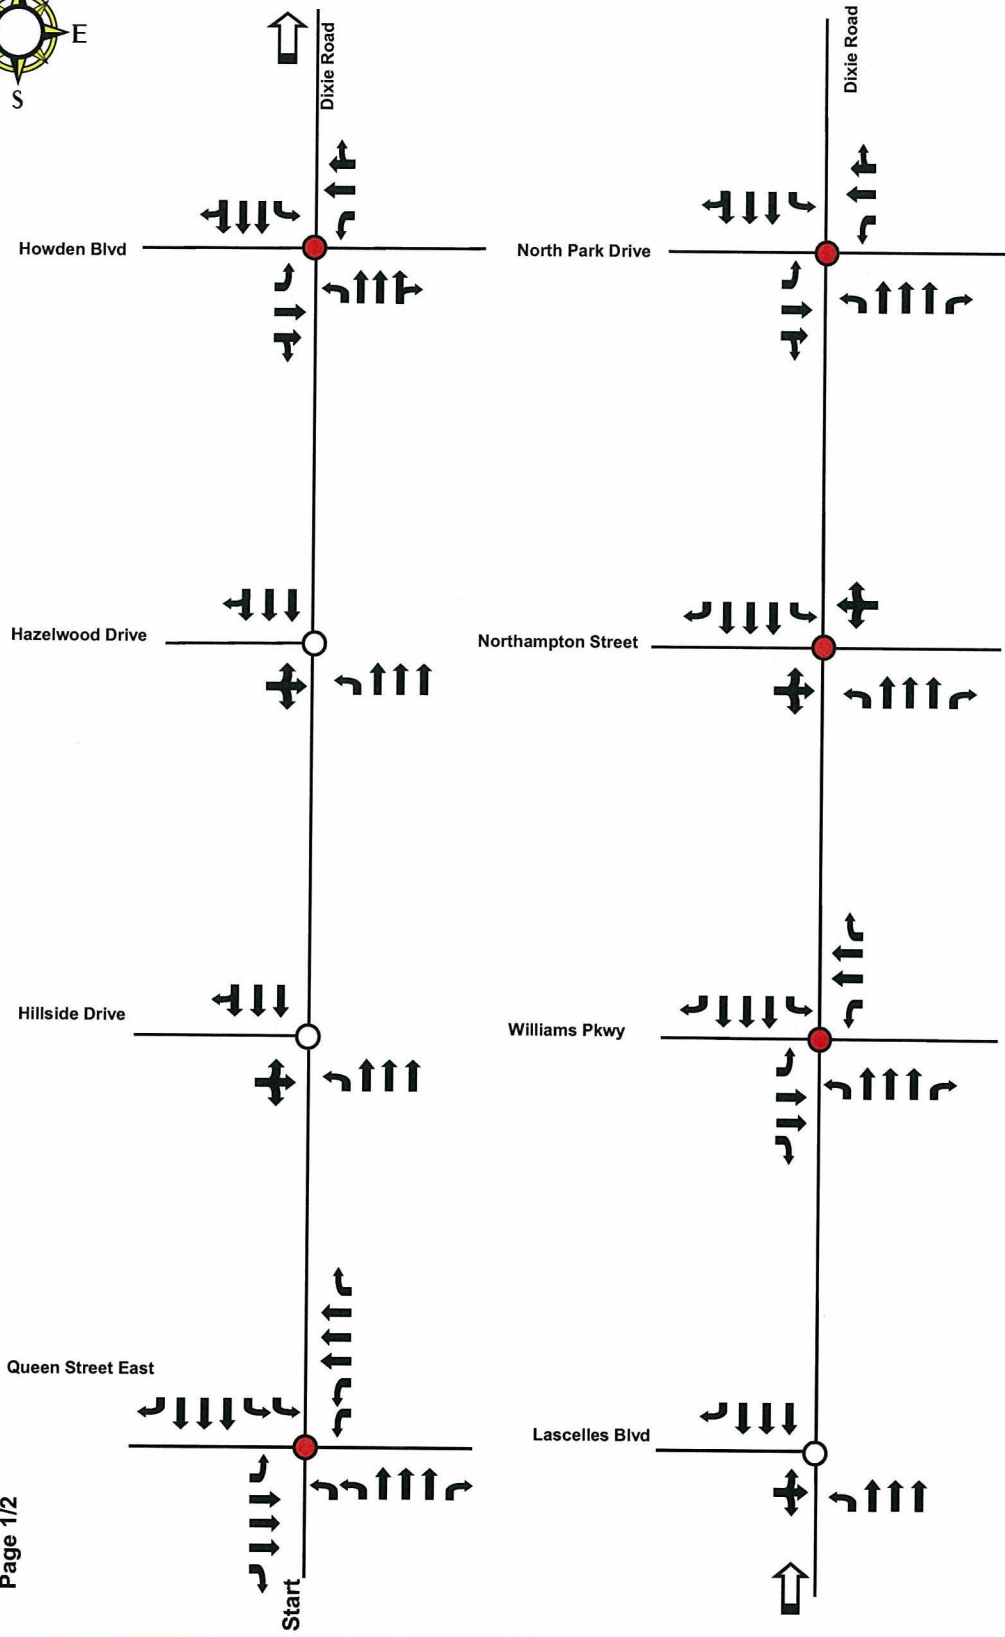 E
S
Dixie Road
Howden Blvd
Hazelwood Drive
Hillside Drive
Queen Street East
Start
Page 1/2
Dixie Road
North Park Drive
Northampton Street
Williams Pkwy
Lascelles Blvd